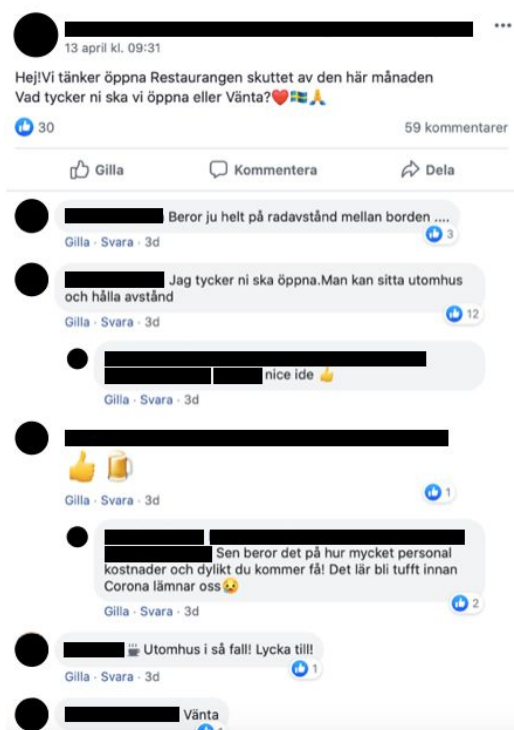 13 april kl. 09:31
Hej!Vi tänker öppna Restaurangen skuttet av den här månaden
Vad tycker ni ska vi öppna eller Vänta?❤️🇸🇪🙏
30
59 kommentarer
Gilla
Kommentera
Dela
Beror ju helt på radavstånd mellan borden ....
3
Gilla · Svara · 3d
Jag tycker ni ska öppna.Man kan sitta utomhus
och hålla avstånd
12
Gilla · Svara · 3d
nice ide 👍
Gilla · Svara · 3d
👍 🍺
1
Gilla · Svara · 3d
Sen beror det på hur mycket personal
kostnader och dylikt du kommer få! Det lär bli tufft innan
Corona lämnar oss😢
2
Gilla · Svara · 3d
☕ Utomhus i så fall! Lycka till!
1
Gilla · Svara · 3d
Vänta